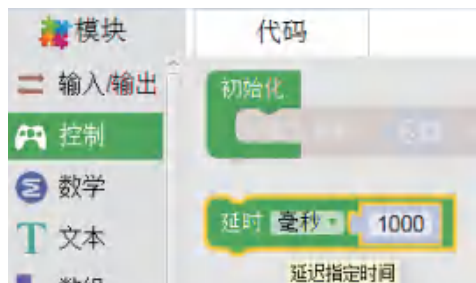 模块
代码
输入/输出
初始化
控制
数学
延时 毫秒 1000
文本
延迟指定时间